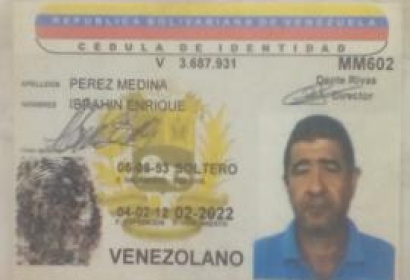 REPUBLICA BOLIVARIANA DE VENEZUELA
CEDULA DE IDENTIDAD
V 3.687.931 MM602
APELLIDOS PEREZ MEDINA
Dante Rivas
Director
NOMBRES IBRAHIN ENRIQUE
06-08-53 SOLTERO
04-02-12 02-2022
VENEZOLANO